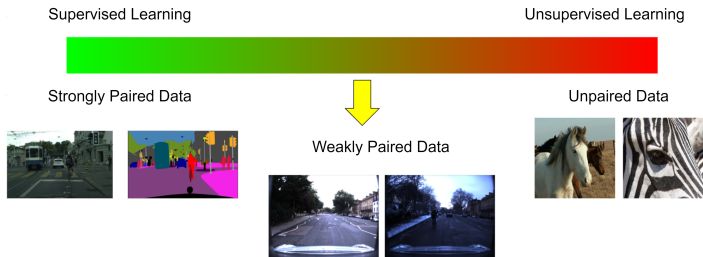 Supervised Learning
Unsupervised Learning
Strongly Paired Data
Unpaired Data
Weakly Paired Data